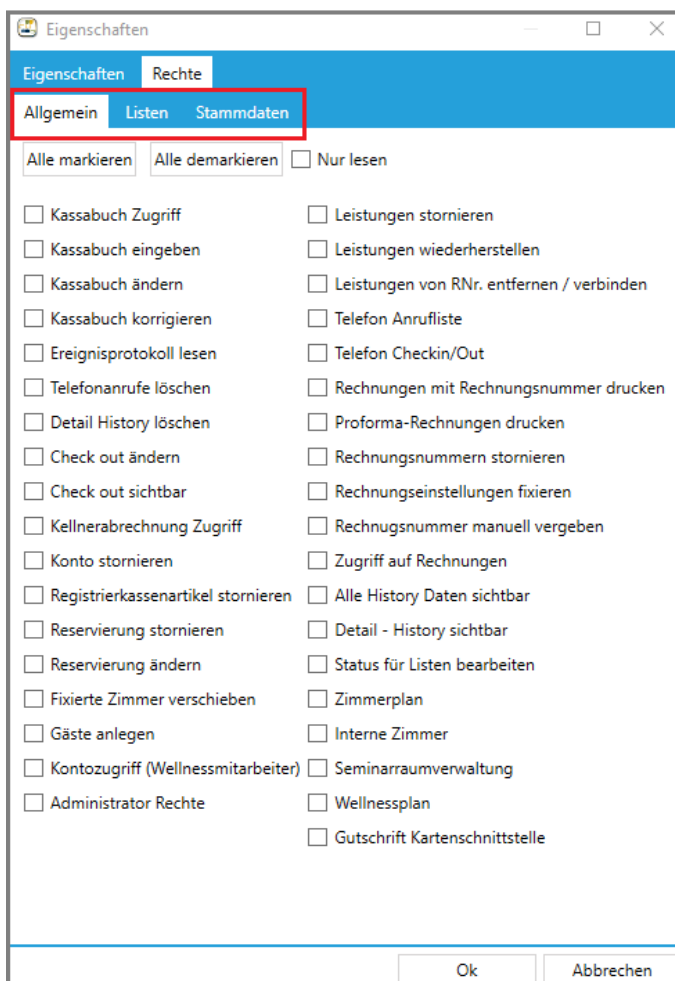 Eigenschaften
Eigenschaften Rechte
Allgemein Listen Stammdaten
Alle markieren Alle demarkieren Nur lesen
Kassabuch Zugriff
Kassabuch eingeben
Kassabuch ändern
Kassabuch korrigieren
Ereignisprotokoll lesen
Telefonanrufe löschen
Detail History löschen
Check out ändern
Check out sichtbar
Kellnerabrechnung Zugriff
Konto stornieren
Registrierkassenartikel stornieren
Reservierung stornieren
Reservierung ändern
Fixierte Zimmer verschieben
Gäste anlegen
Kontozugriff (Wellnessmitarbeiter)
Administrator Rechte
Leistungen stornieren
Leistungen wiederherstellen
Leistungen von RNr. entfernen / verbinden
Telefon Anrufliste
Telefon Checkin/Out
Rechnungen mit Rechnungsnummer drucken
Proforma-Rechnungen drucken
Rechnungsnummern stornieren
Rechnungseinstellungen fixieren
Rechnugsnummer manuell vergeben
Zugriff auf Rechnungen
Alle History Daten sichtbar
Detail - History sichtbar
Status für Listen bearbeiten
Zimmerplan
Interne Zimmer
Seminarraumverwaltung
Wellnessplan
Gutschrift Kartenschnittstelle
Ok Abbrechen